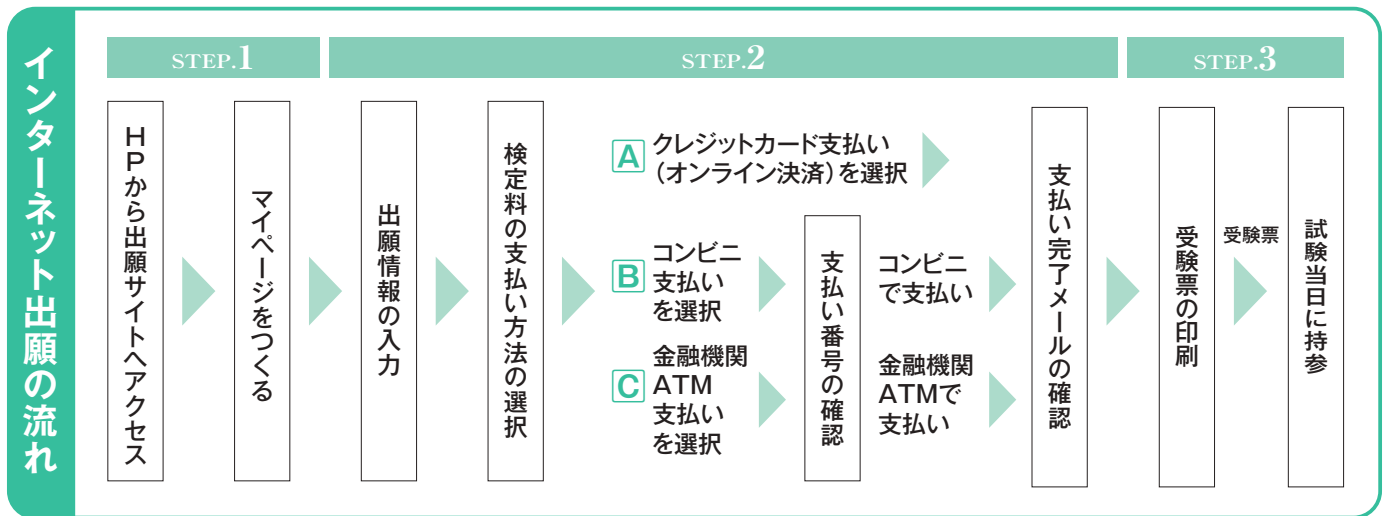 インターネット出願の流れ
STEP.1
HPから出願サイトへアクセス
マイページをつくる
STEP.2
出願情報の入力
検定料の支払い方法の選択
A クレジットカード支払い
(オンライン決済)を選択
B コンビニ
支払い
を選択
C 金融機関
ATM
支払い
を選択
支払い番号の確認
コンビニ
で支払い
金融機関
ATMで
支払い
支払い完了メールの確認
STEP.3
受験票の印刷
受験票
試験当日に持参